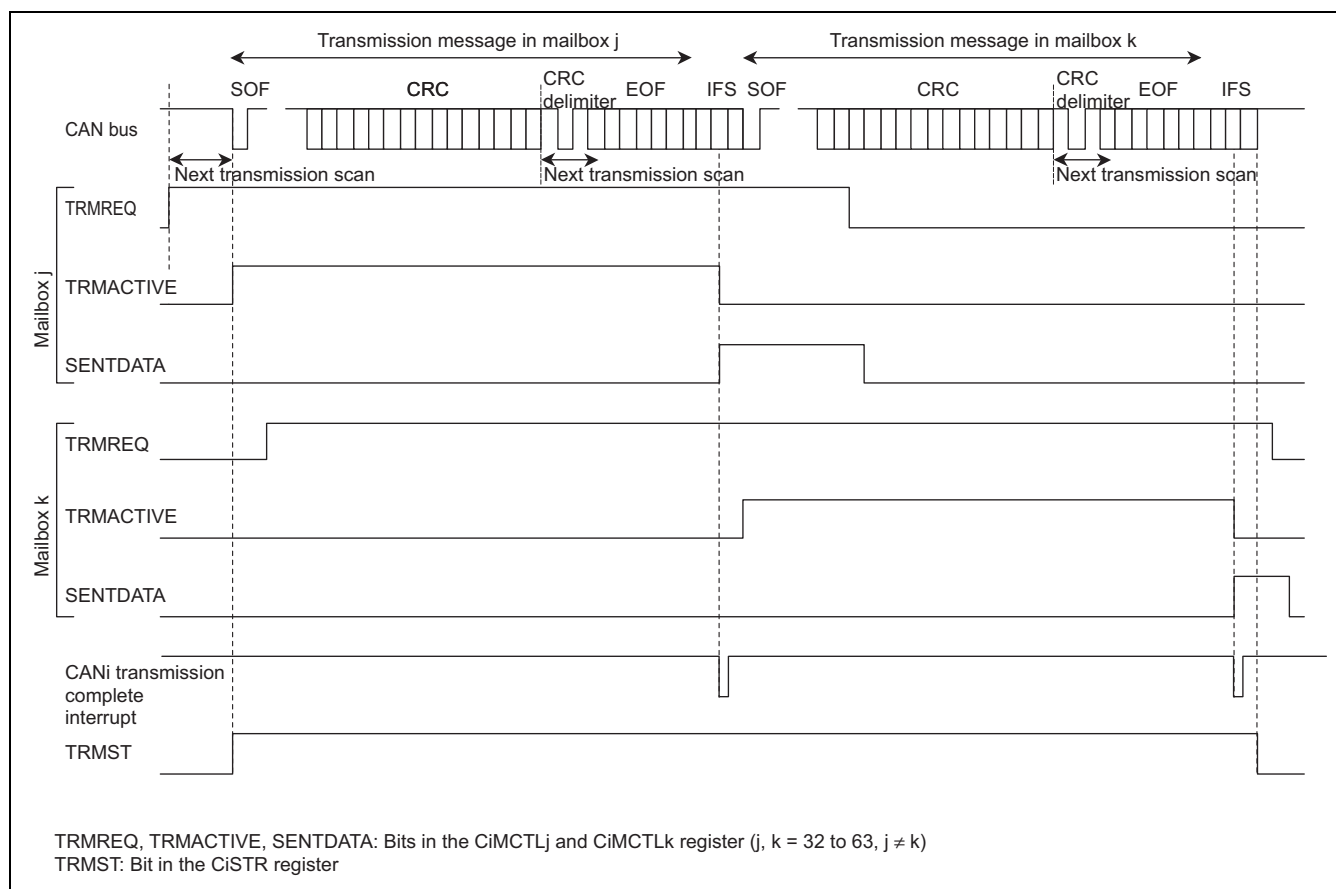 Transmission message in mailbox j
Transmission message in mailbox k
SOF
CRC
CRC
delimiter
EOF
IFS
SOF
CRC
CRC
delimiter
EOF
IFS
CAN bus
Next transmission scan
Next transmission scan
Next transmission scan
Mailbox j
TRMREQ
TRMACTIVE
SENTDATA
Mailbox k
TRMREQ
TRMACTIVE
SENTDATA
CANi transmission
complete
interrupt
TRMST
TRMREQ, TRMACTIVE, SENTDATA: Bits in the CiMCTLj and CiMCTLk register (j, k = 32 to 63, j ≠ k)
TRMST: Bit in the CiSTR register